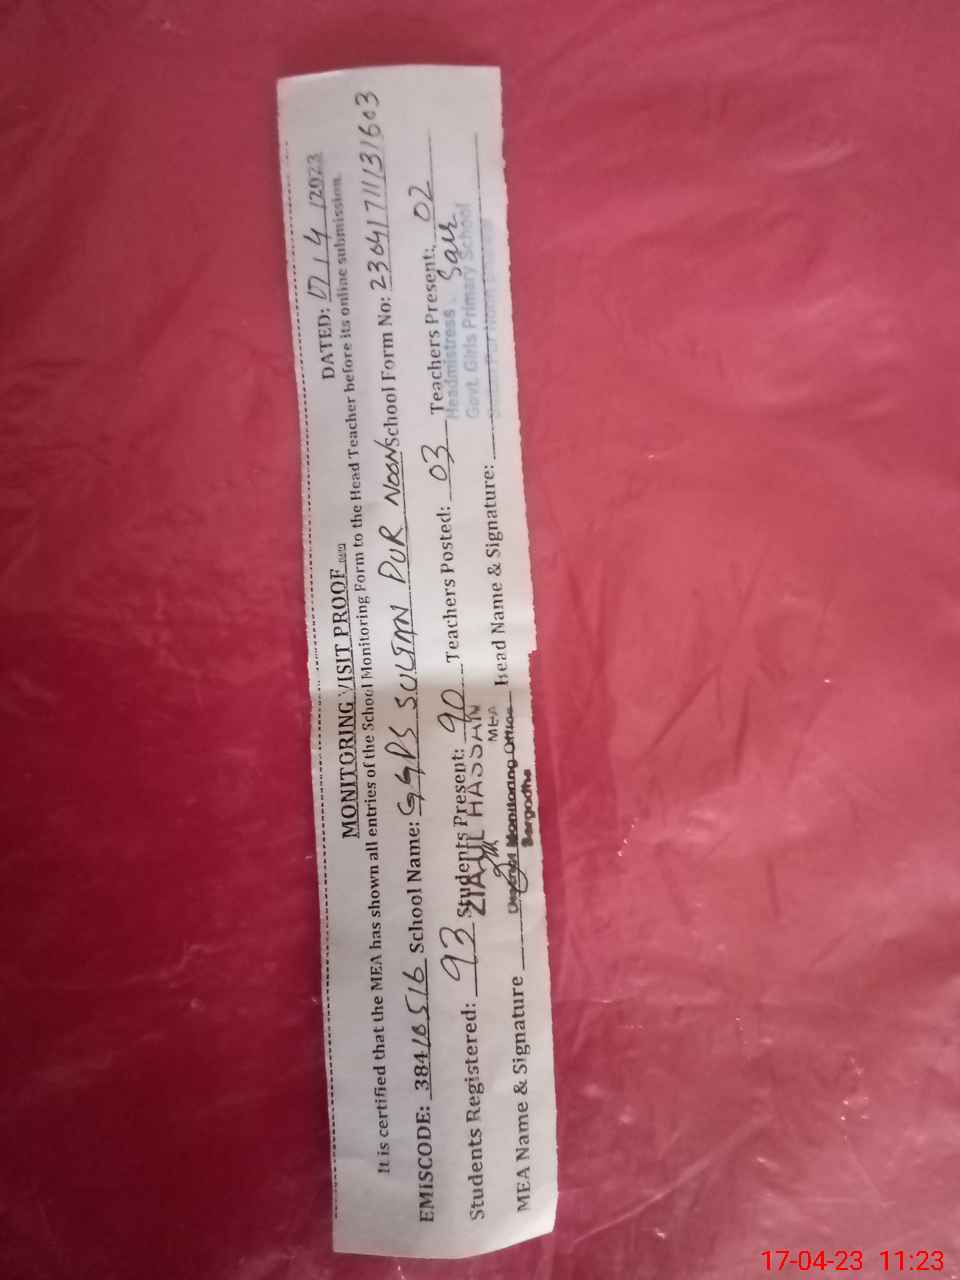 DATED: 17/4/2023
MONITORING VISIT PROOF
It is certified that the MEA has shown all entries of the School Monitoring Form to the Head Teacher before its online submission.
EMISCODE: 38410516 School Name: GGPS SULTAN PUR NOON School Form No: 230417111131603
Students Registered: 93 Students Present: 90 Teachers Posted: 03 Teachers Present: 02
ZIA UL HASSAN
MEA
District Monitoring Office
Sargodha
Headmistress
Govt. Girls Primary School
MEA Name & Signature Head Name & Signature:
17-04-23 11:23